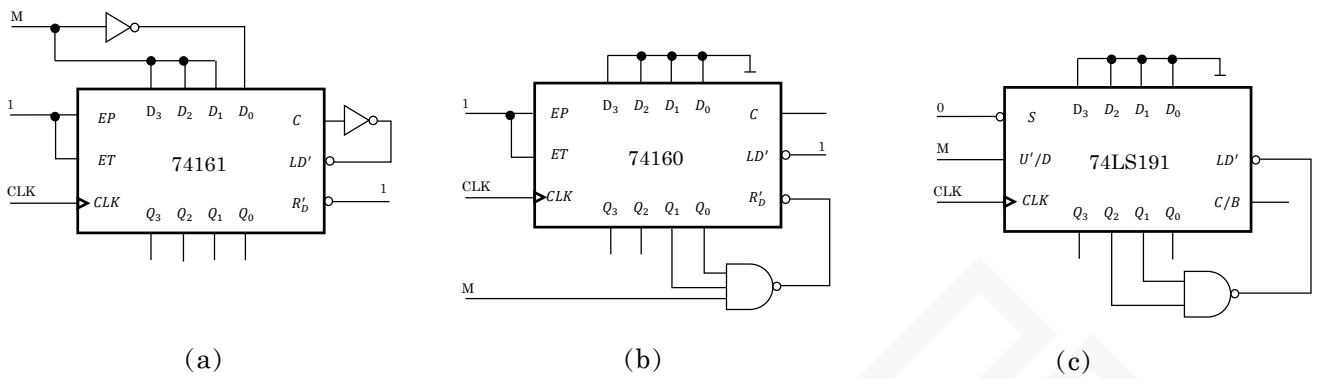 M
1
EP
D₃ D₂ D₁ D₀
C
ET
74161
LD'
CLK
CLK
R'_D
1
Q₃ Q₂ Q₁ Q₀
(a)
1
EP
D₃ D₂ D₁ D₀
C
ET
74160
LD'
1
CLK
CLK
R'_D
Q₃ Q₂ Q₁ Q₀
M
(b)
0
S
D₃ D₂ D₁ D₀
M
U'/D
74LS191
LD'
CLK
CLK
C/B
Q₃ Q₂ Q₁ Q₀
(c)